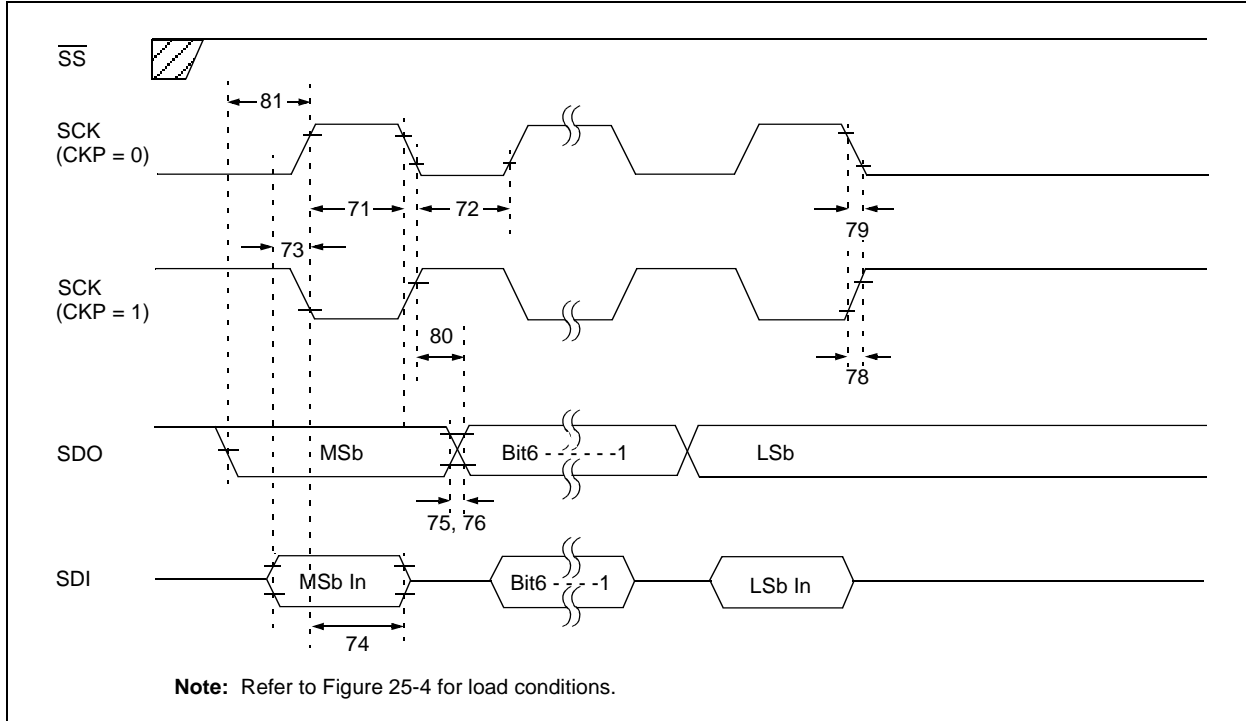 SS
81
SCK
(CKP = 0)
71
72
79
73
SCK
(CKP = 1)
80
78
SDO
MSb
Bit6 - - - - - -1
LSb
75, 76
SDI
MSb In
Bit6 - - - - -1
LSb In
74
Note: Refer to Figure 25-4 for load conditions.